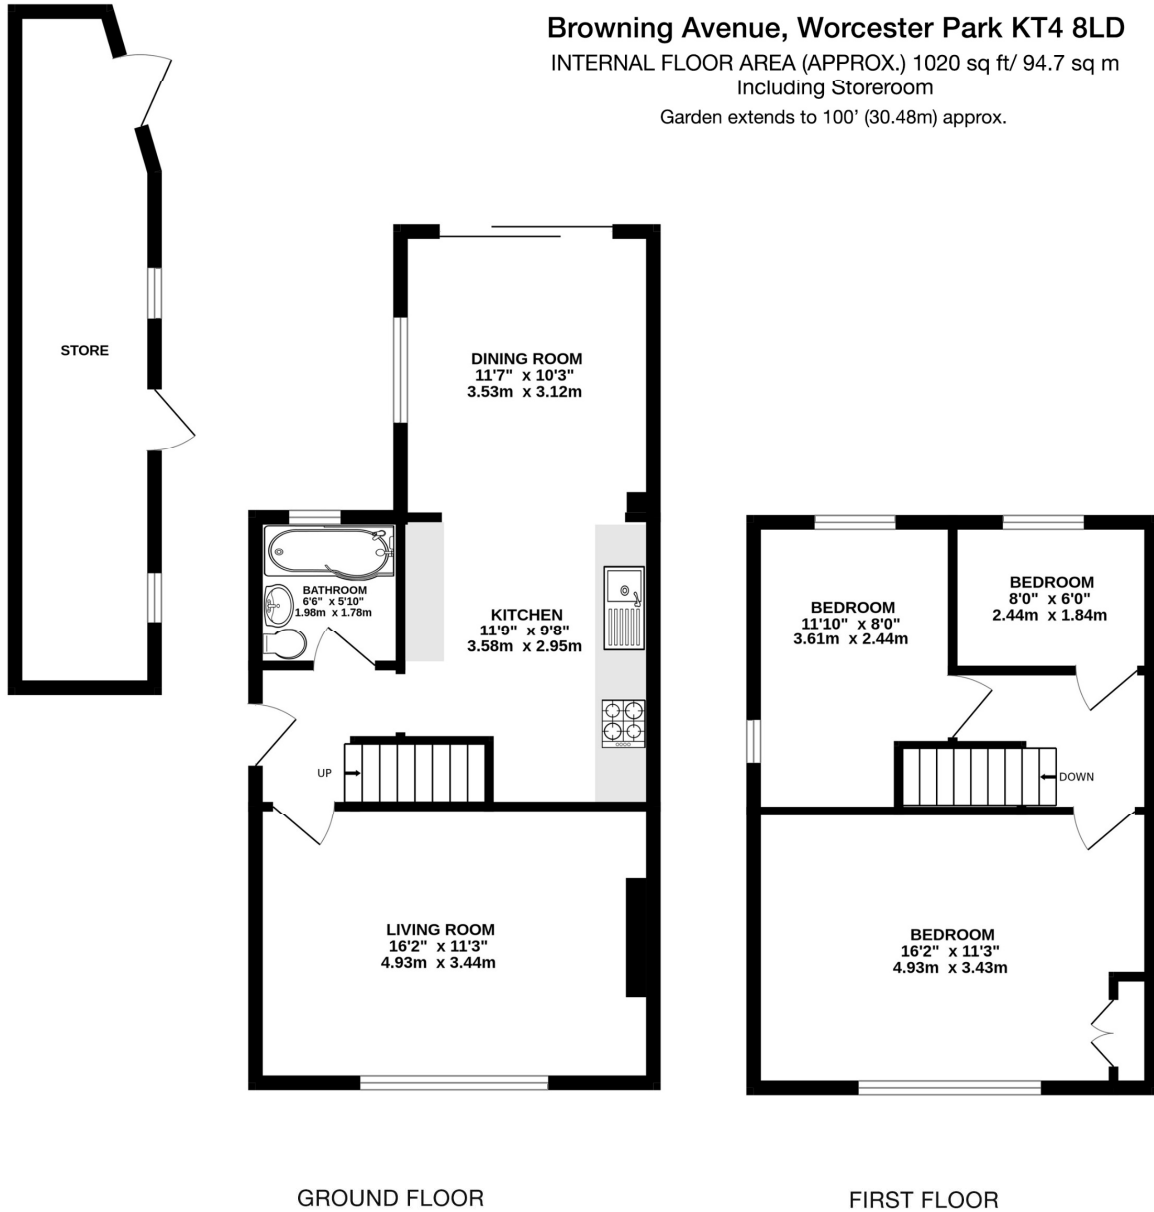 Browning Avenue, Worcester Park KT4 8LD
INTERNAL FLOOR AREA (APPROX.) 1020 sq ft/ 94.7 sq m
Including Storeroom
Garden extends to 100' (30.48m) approx.
STORE
DINING ROOM
11'7" x 10'3"
3.53m x 3.12m
BATHROOM
6'6" x 5'10"
1.98m x 1.78m
KITCHEN
11'9" x 9'8"
3.58m x 2.95m
UP
LIVING ROOM
16'2" x 11'3"
4.93m x 3.44m
BEDROOM
11'10" x 8'0"
3.61m x 2.44m
BEDROOM
8'0" x 6'0"
2.44m x 1.84m
DOWN
BEDROOM
16'2" x 11'3"
4.93m x 3.43m
GROUND FLOOR
FIRST FLOOR